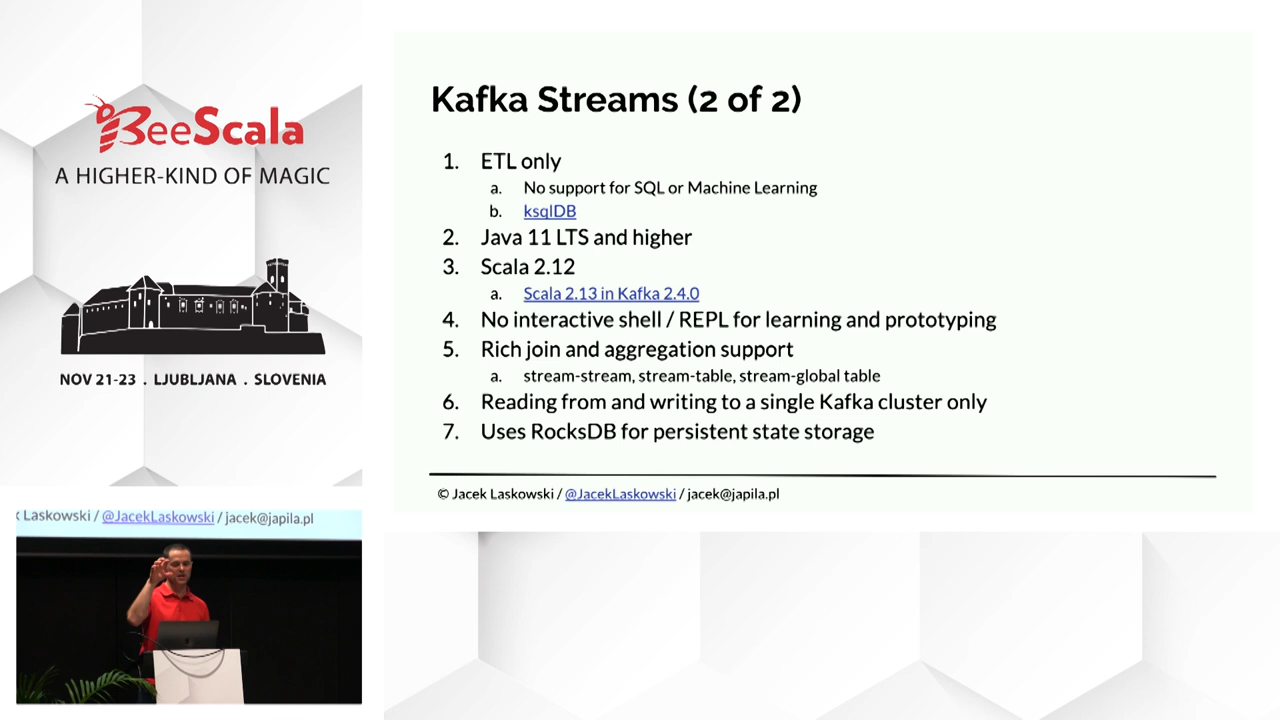 BeeScala
A HIGHER-KIND OF MAGIC
NOV 21-23 . LJUBLJANA . SLOVENIA
Kafka Streams (2 of 2)
1. ETL only
a. No support for SQL or Machine Learning
b. ksqlDB
2. Java 11 LTS and higher
3. Scala 2.12
a. Scala 2.13 in Kafka 2.4.0
4. No interactive shell / REPL for learning and prototyping
5. Rich join and aggregation support
a. stream-stream, stream-table, stream-global table
6. Reading from and writing to a single Kafka cluster only
7. Uses RocksDB for persistent state storage
© Jacek Laskowski / @JacekLaskowski / jacek@japila.pl
Laskowski / @JacekLaskowski / jacek@japila.pl